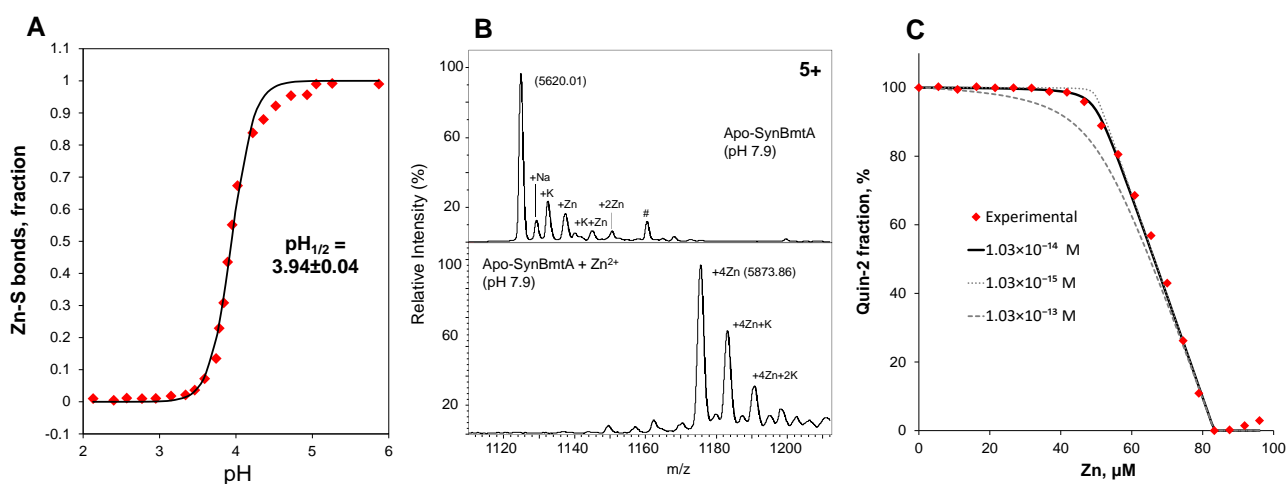 A
Zn-S bonds, fraction
1.1
1
0.9
0.8
0.7
0.6
0.5
0.4
0.3
0.2
0.1
0
-0.1
2
3
4
5
6
pH
pH1/2 =
3.94±0.04
B
5+
Relative Intensity (%)
100
60
20
(5620.01)
Apo-SynBmtA
(pH 7.9)
+Na
+K
+Zn
+K+Zn
+2Zn
#
100
60
20
Apo-SynBmtA + Zn²⁺
(pH 7.9)
+4Zn (5873.86)
+4Zn+K
+4Zn+2K
1120
1140
1160
1180
1200
m/z
C
Quin-2 fraction, %
100
80
60
40
20
0
Experimental
1.03×10⁻¹⁴ M
1.03×10⁻¹⁵ M
1.03×10⁻¹³ M
0
20
40
60
80
100
Zn, µM